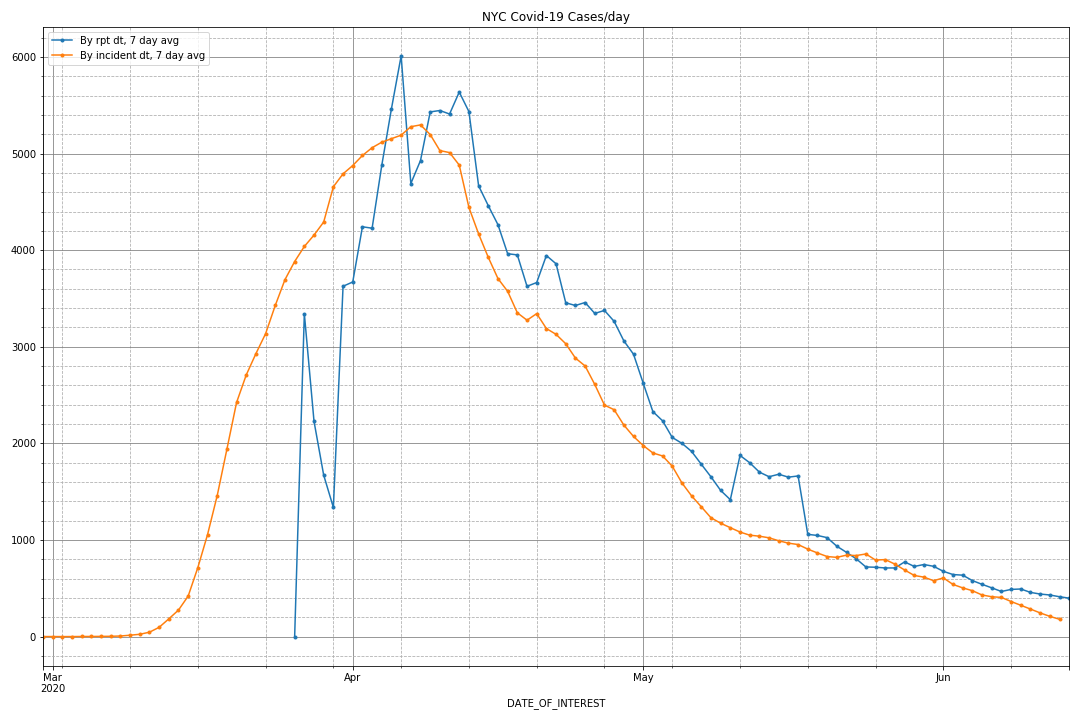 NYC Covid-19 Cases/day
By rpt dt, 7 day avg
By incident dt, 7 day avg
6000
5000
4000
3000
2000
1000
0
Mar
2020
Apr
May
Jun
DATE_OF_INTEREST